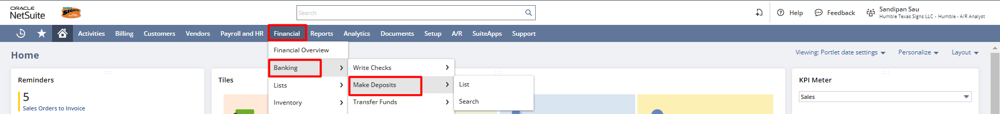 ORACLE
NetSuite
SIGN CO
Search
Help
Feedback
Sandipan Sau
Humble Texas Signs LLC - Humble - A/R Analyst
Activities
Billing
Customers
Vendors
Payroll and HR
Financial
Reports
Analytics
Documents
Setup
A/R
SuiteApps
Support
Home
Viewing: Portlet date settings
Personalize
Layout
Financial Overview
Banking
Lists
Inventory
Write Checks
Make Deposits
Transfer Funds
List
Search
Reminders
5
Sales Orders to Invoice
Tiles
KPI Meter
Sales